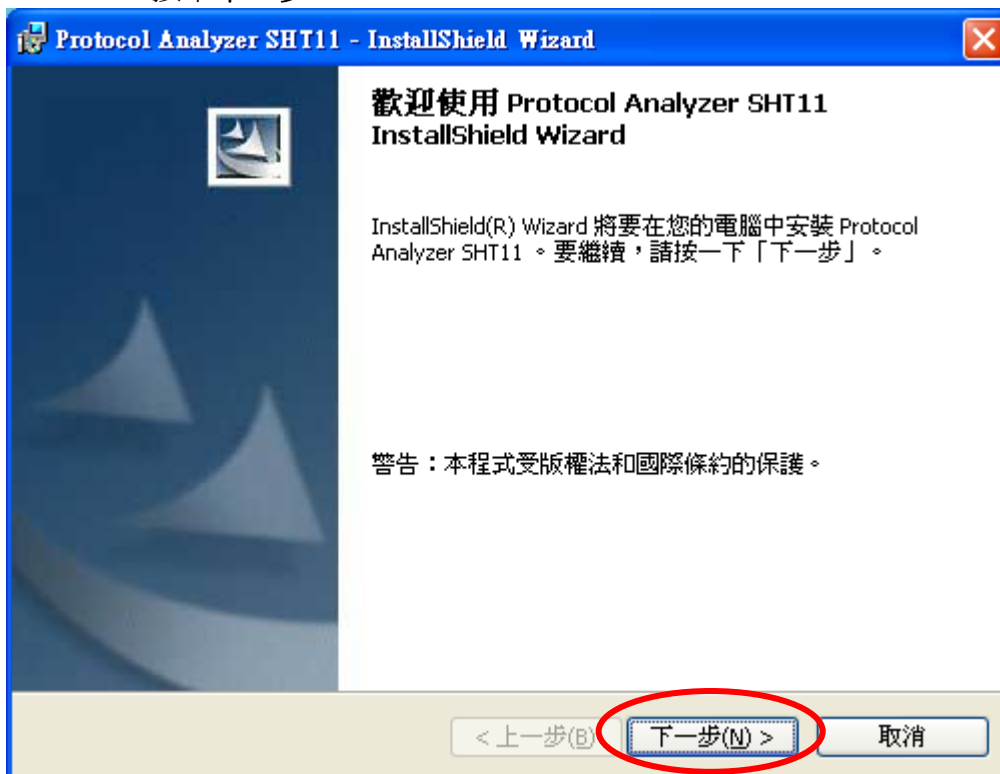 Protocol Analyzer SHT11 - InstallShield Wizard
歡迎使用 Protocol Analyzer SHT11
InstallShield Wizard
InstallShield(R) Wizard 將要在您的電腦中安裝 Protocol
Analyzer SHT11 。要繼續，請按一下「下一步」。
警告：本程式受版權法和國際條約的保護。
< 上一步(B)
下一步(N) >
取消